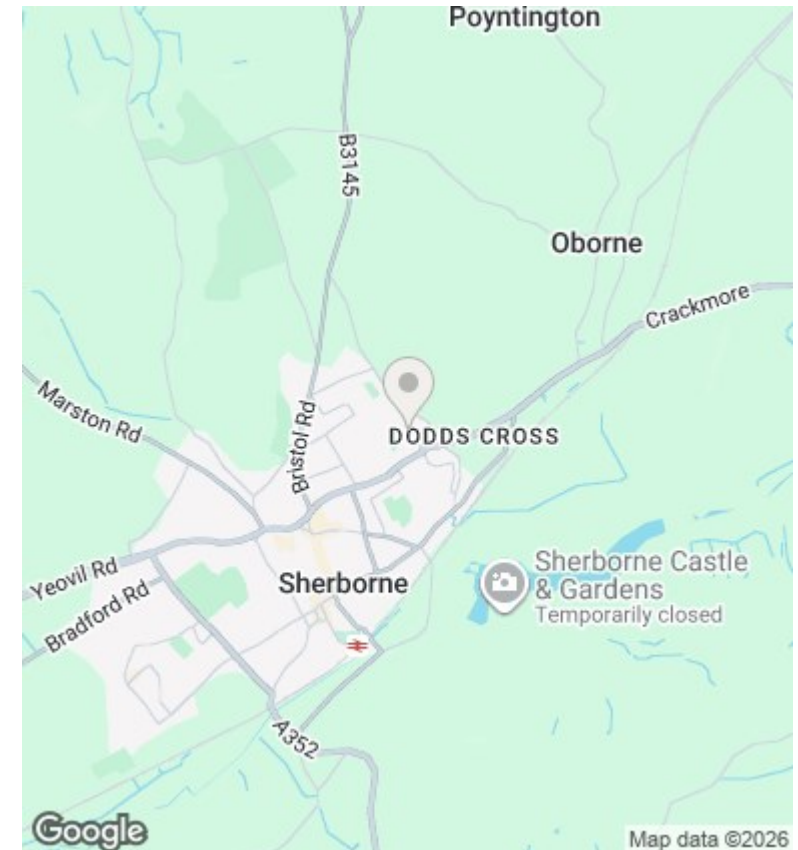 Poyntington
B3145
Oborne
Crackmore
Marston Rd
Bristol Rd
DODDS CROSS
Yeovil Rd
Bradford Rd
Sherborne
Sherborne Castle
& Gardens
Temporarily closed
A352
Google
Map data ©2026